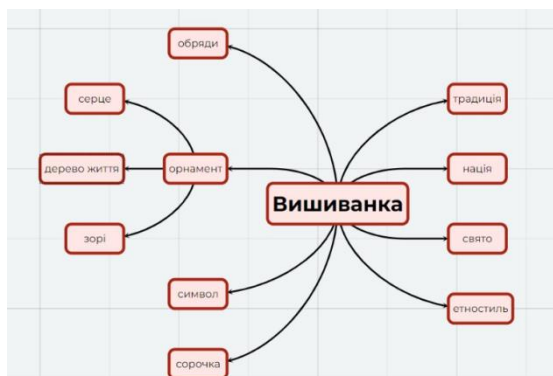 обряди
серце
традиція
дерево життя
орнамент
нація
Вишиванка
зорі
свято
символ
етностиль
сорочка